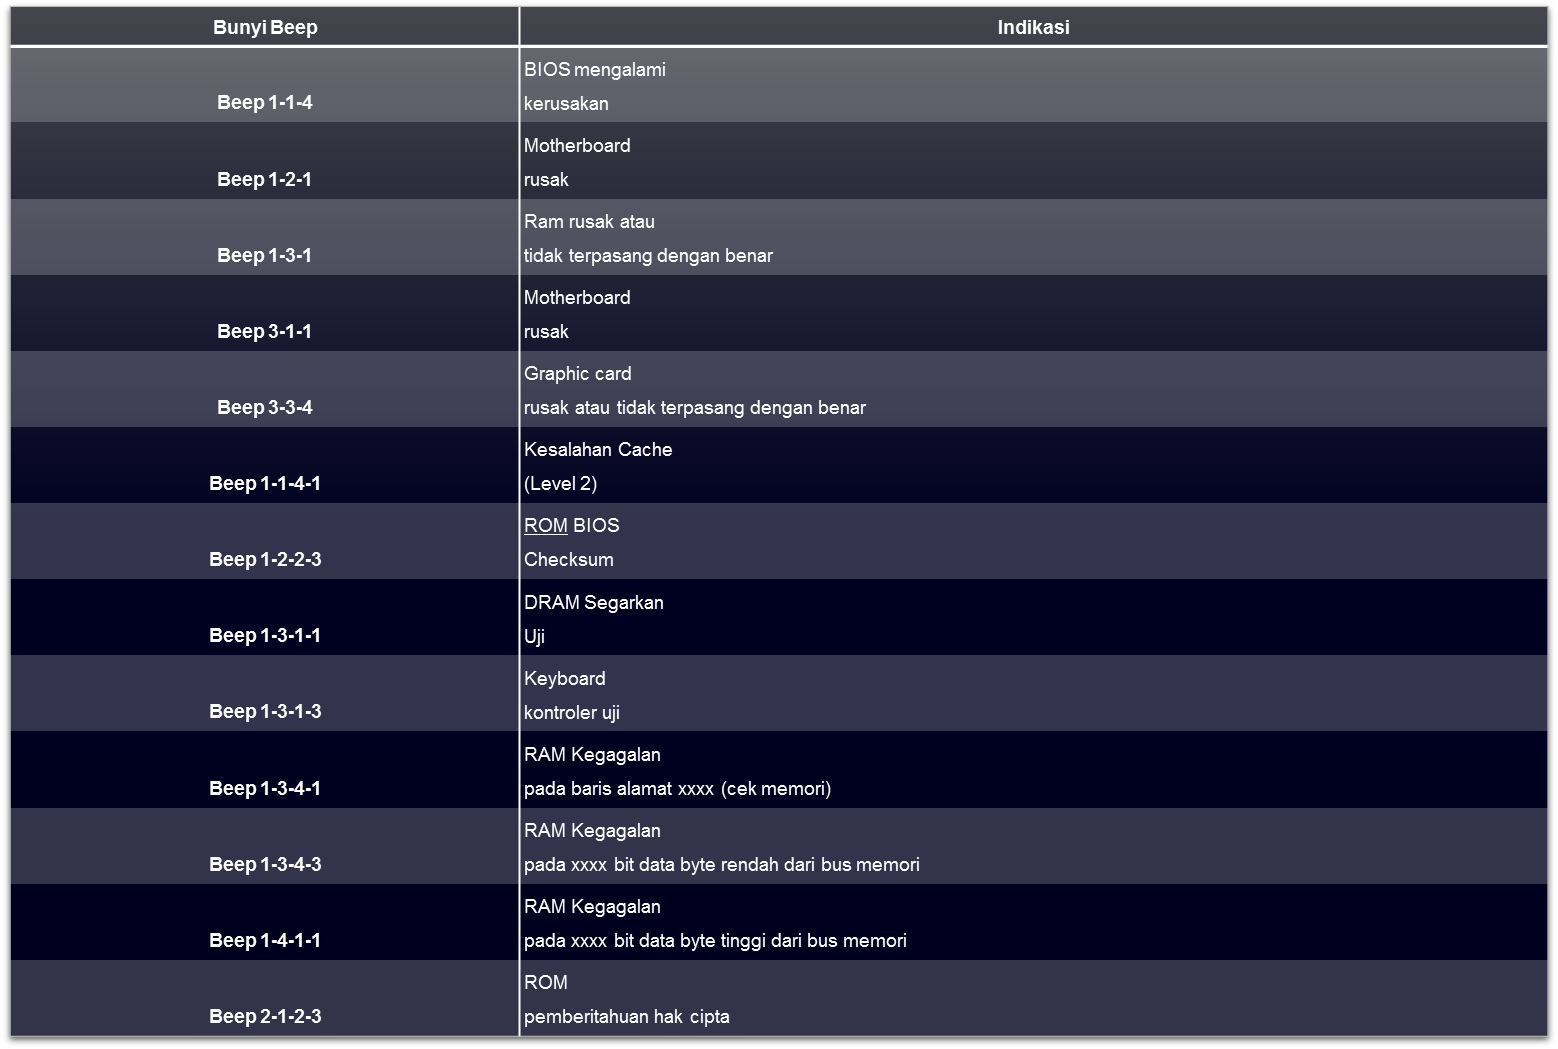 Bunyi Beep Indikasi
BIOS mengalami
Beep 1-1-4 kerusakan
Motherboard
Beep 1-2-1 rusak
Ram rusak atau
Beep 1-3-1 tidak terpasang dengan benar
Motherboard
Beep 3-1-1 rusak
Graphic card
Beep 3-3-4 rusak atau tidak terpasang dengan benar
Kesalahan Cache
Beep 1-1-4-1 (Level 2)
ROM BIOS
Beep 1-2-2-3 Checksum
DRAM Segarkan
Beep 1-3-1-1 Uji
Keyboard
Beep 1-3-1-3 kontroler uji
RAM Kegagalan
Beep 1-3-4-1 pada baris alamat xxxx (cek memori)
RAM Kegagalan
Beep 1-3-4-3 pada xxxx bit data byte rendah dari bus memori
RAM Kegagalan
Beep 1-4-1-1 pada xxxx bit data byte tinggi dari bus memori
ROM
Beep 2-1-2-3 pemberitahuan hak cipta